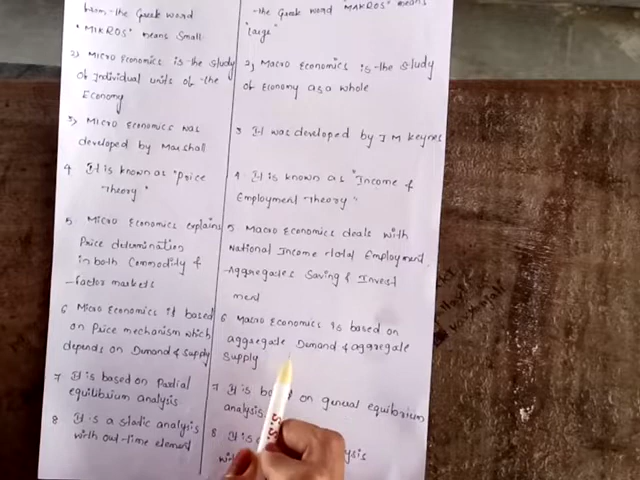 from the Greek word
"MIKROS" means Small
2) Micro Economics is the study
of Individual units of the
Economy
3) Micro Economics was
developed by Marshall
4 It is known as "Price
Theory"
5 Micro Economics explains
Price determination
in both Commodity &
factor markets
6 Micro Economics it based
on Price mechanism which
depends on Demand & Supply
7 It is based on Partial
equilibrium analysis
8 It is a static analysis
with out time element
the Greek word MAKROS" means
"large"
2) Macro Economics is the study
of Economy as a whole
3 It was developed by J M Keynes
4 It is known as "Income &
Employment Theory"
5 Macro Economics deals with
National Income total Employment
Aggregates Saving & Invest
ment
6 Macro Economics is based on
aggregate Demand & aggregate
Supply
7 It is on general equilibrium
analysis
8 It is
S.S